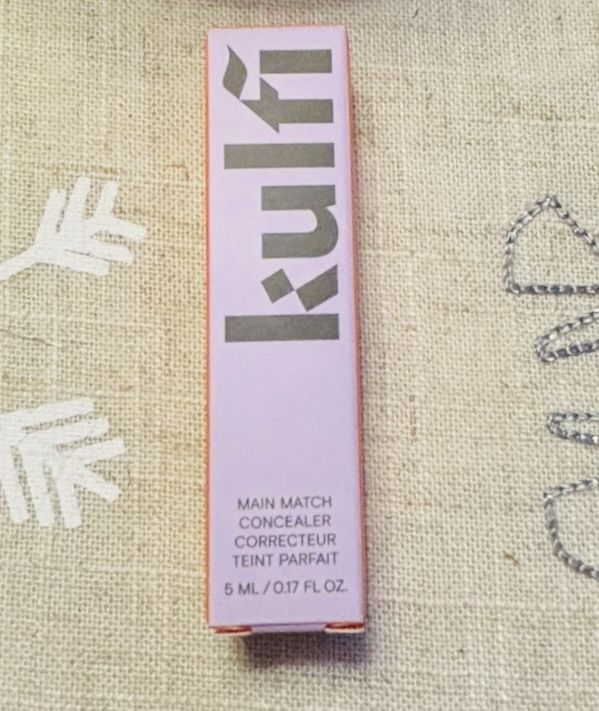 kulfi
MAIN MATCH
CONCEALER
CORRECTEUR
TEINT PARFAIT
5 ML / 0.17 FL OZ.